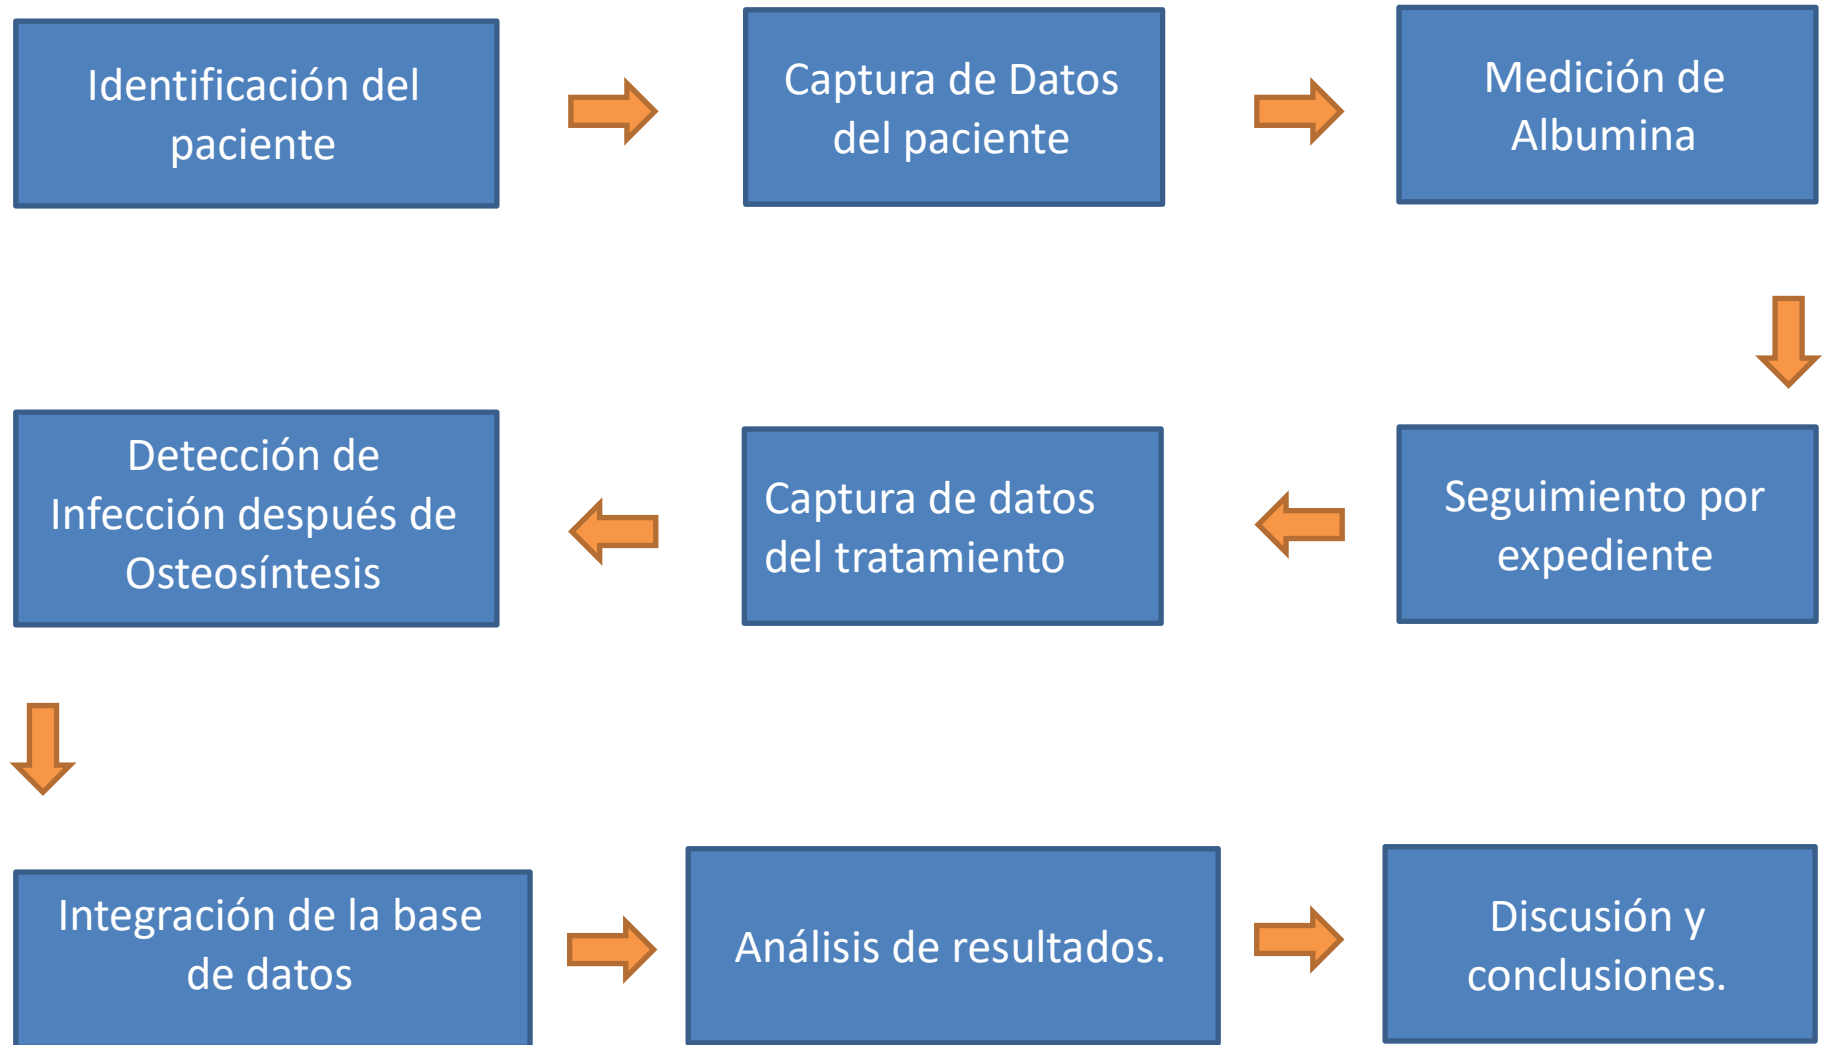 Identificación del
paciente
Captura de Datos
del paciente
Medición de
Albumina
Seguimiento por
expediente
Captura de datos
del tratamiento
Detección de
Infección después de
Osteosíntesis
Integración de la base
de datos
Análisis de resultados.
Discusión y
conclusiones.